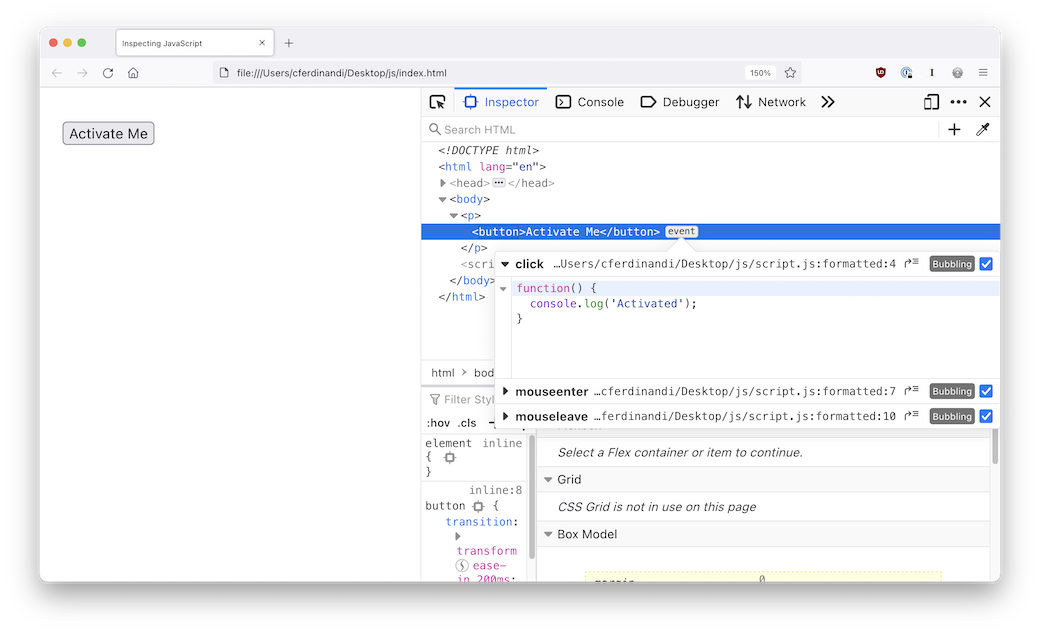 Inspecting JavaScript
file:///Users/cferdinandi/Desktop/js/index.html 150%
Activate Me
Inspector Console Debugger Network
Search HTML
<!DOCTYPE html>
<html lang="en">
<head> ••• </head>
<body>
<p>
<button>Activate Me</button> event
</p>
<scri
</body>
</html>
click …Users/cferdinandi/Desktop/js/script.js:formatted:4 Bubbling
function() {
console.log('Activated');
}
mouseenter …cferdinandi/Desktop/js/script.js:formatted:7 Bubbling
mouseleave …ferdinandi/Desktop/js/script.js:formatted:10 Bubbling
html > bod
Filter Styl
:hov .cls
element inline
{
}
inline:8
button {
transition:
transform
ease-
in 200ms;
Select a Flex container or item to continue.
Grid
CSS Grid is not in use on this page
Box Model
margin 0